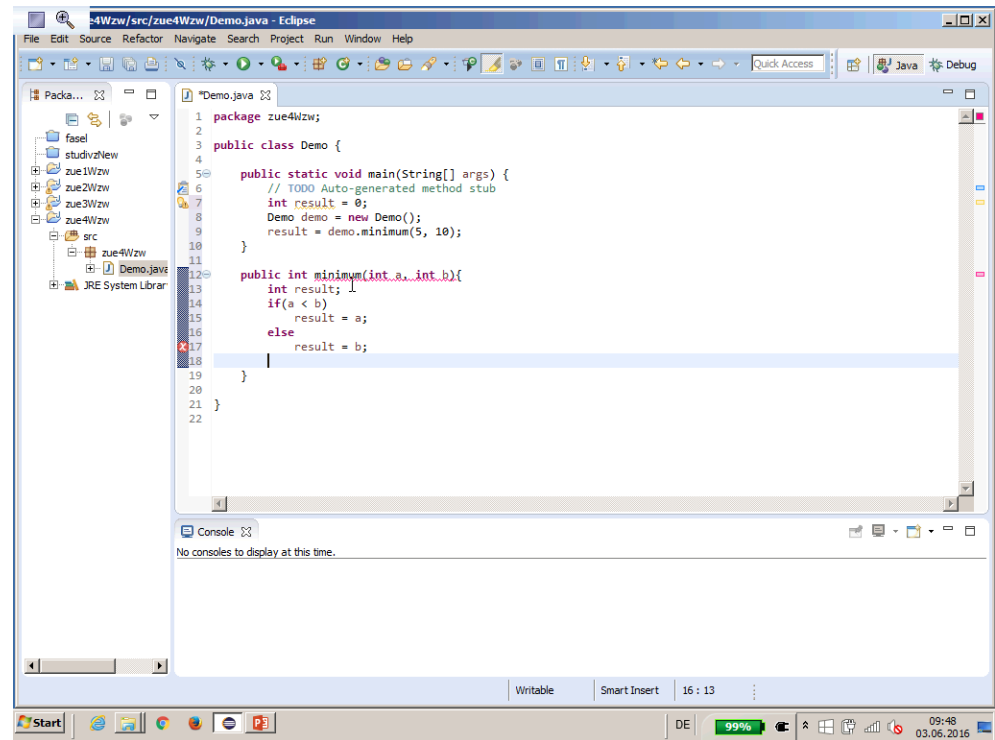 e4Wzw/src/zue4Wzw/Demo.java - Eclipse
File Edit Source Refactor Navigate Search Project Run Window Help
Quick Access Java Debug
Packa...
fasel
studivzNew
zue1Wzw
zue2Wzw
zue3Wzw
zue4Wzw
src
zue4Wzw
Demo.java
JRE System Librar
*Demo.java
1 package zue4Wzw;
2
3 public class Demo {
4
5 public static void main(String[] args) {
6 // TODO Auto-generated method stub
7 int result = 0;
8 Demo demo = new Demo();
9 result = demo.minimum(5, 10);
10 }
11
12 public int minimum(int a, int b){
13 int result;
14 if(a < b)
15 result = a;
16 else
17 result = b;
18
19 }
20
21 }
22
Console
No consoles to display at this time.
Writable Smart Insert 16 : 13
Start DE 99% 09:48
03.06.2016